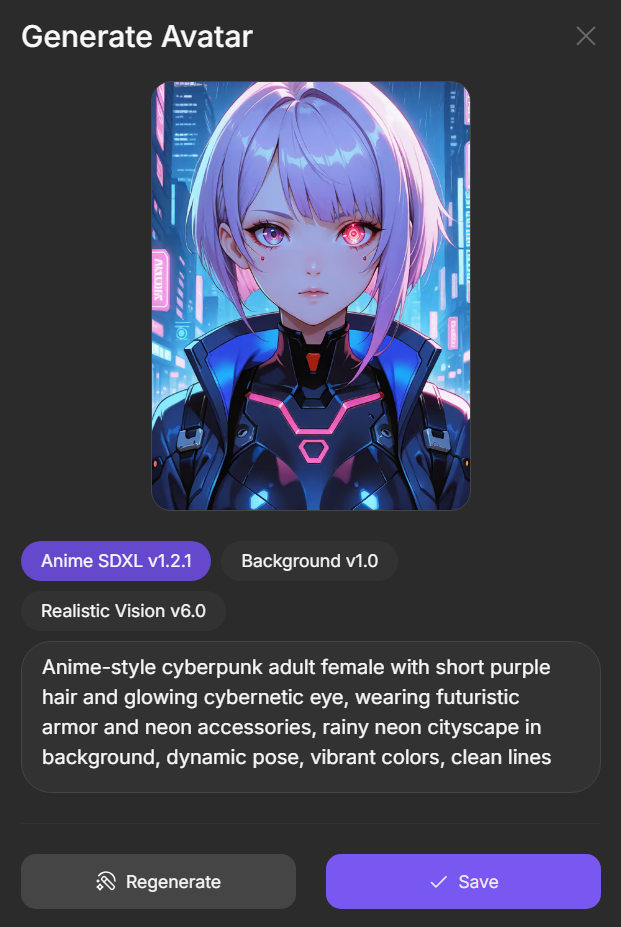 Generate Avatar
Anime SDXL v1.2.1
Background v1.0
Realistic Vision v6.0
Anime-style cyberpunk adult female with short purple
hair and glowing cybernetic eye, wearing futuristic
armor and neon accessories, rainy neon cityscape in
background, dynamic pose, vibrant colors, clean lines
Regenerate
Save